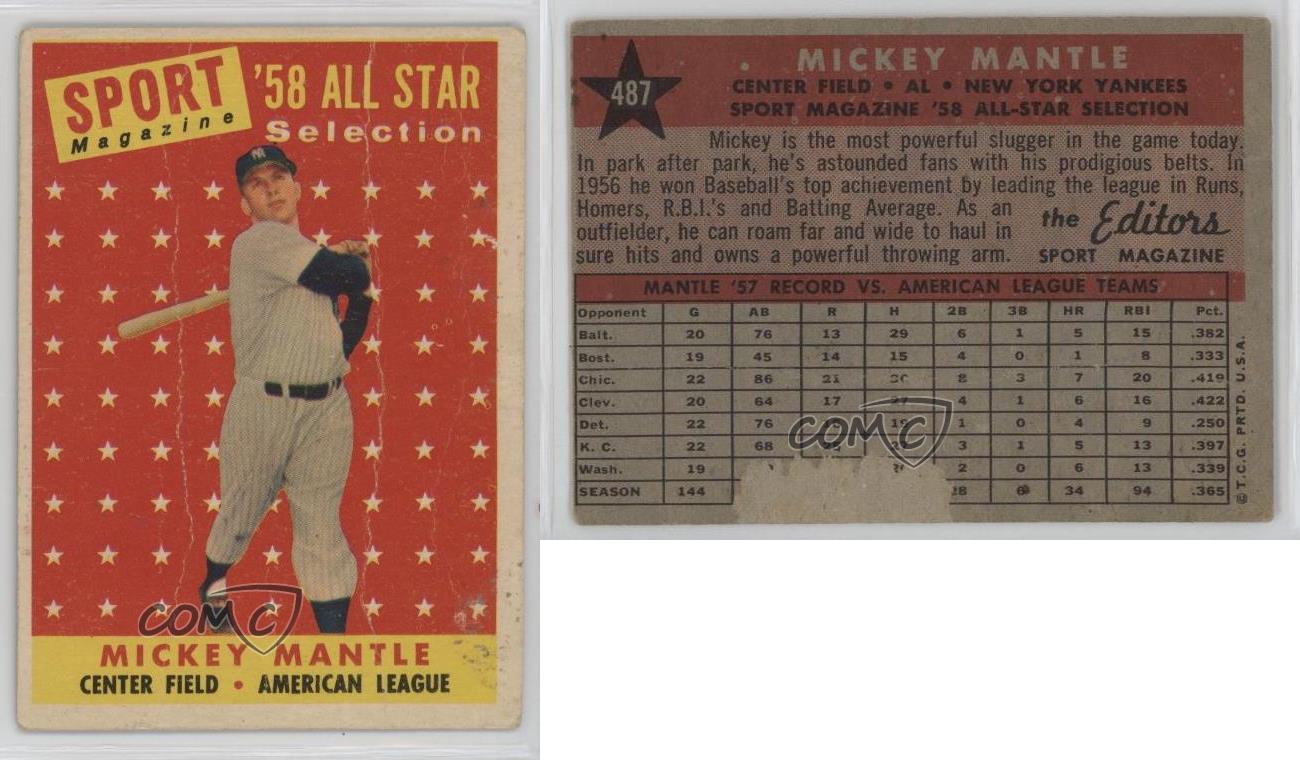 SPORT
Magazine
'58 ALL STAR
Selection
COMC
MICKEY MANTLE
CENTER FIELD • AMERICAN LEAGUE
487
MICKEY MANTLE
CENTER FIELD • AL • NEW YORK YANKEES
SPORT MAGAZINE '58 ALL-STAR SELECTION
Mickey is the most powerful slugger in the game today.
In park after park, he's astounded fans with his prodigious belts. In
1956 he won Baseball's top achievement by leading the league in Runs,
Homers, R.B.I.'s and Batting Average. As an
outfielder, he can roam far and wide to haul in
sure hits and owns a powerful throwing arm.
the Editors
SPORT MAGAZINE
MANTLE '57 RECORD VS. AMERICAN LEAGUE TEAMS
Opponent G AB R H 2B 3B HR RBI Pct.
Balt. 20 76 13 29 6 1 5 15 .382
Bost. 19 45 14 15 4 0 1 8 .333
Chic. 22 86 21 8 3 7 20 .419
Clev. 20 64 17 27 4 1 6 16 .422
Det. 22 76 19 1 0 4 9 .250
K. C. 22 68 3 1 5 13 .397
Wash. 19 2 0 6 13 .339
SEASON 144 28 6 34 94 .365
COMC
© T.C.G. PRTD. U.S.A.